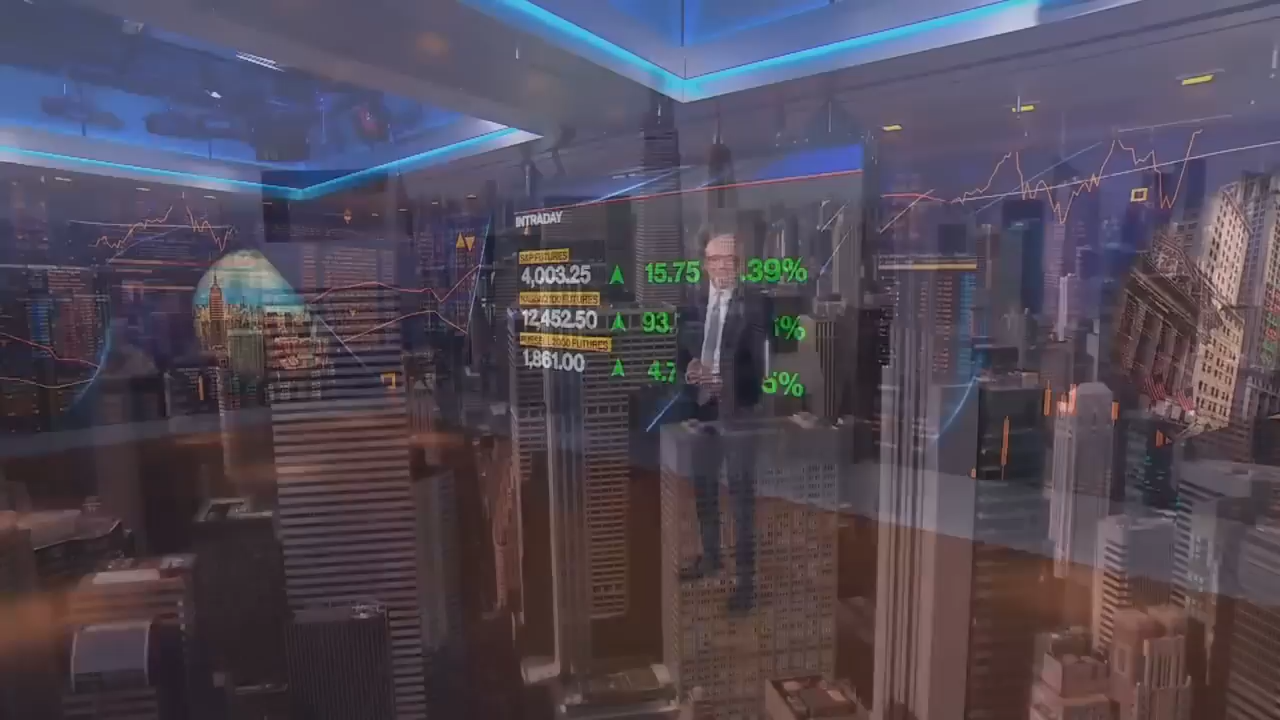 INTRADAY
S&P FUTURES
4,003.25 15.75 .39%
NASDAQ 100 FUTURES
12,452.50 93. %
RUSSELL 2000 FUTURES
1,861.00 4.7 5%